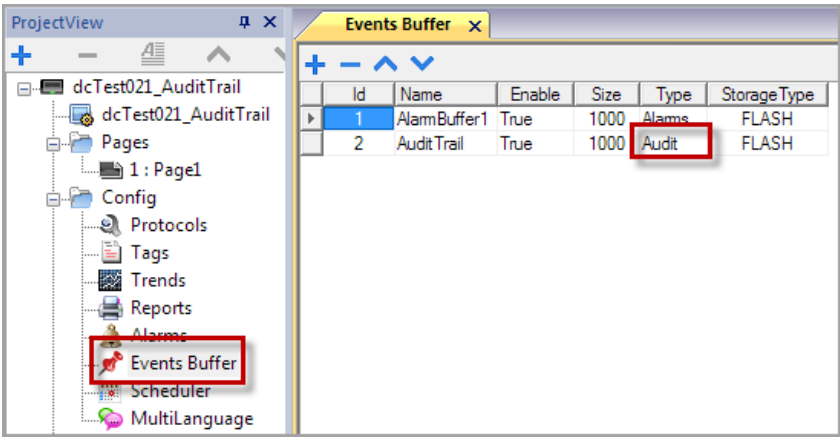 ProjectView
dcTest021_AuditTrail
dcTest021_AuditTrail
Pages
1 : Page1
Config
Protocols
Tags
Trends
Reports
Alarms
Events Buffer
Scheduler
MultiLanguage
Events Buffer
Id Name Enable Size Type StorageType
1 AlarmBuffer1 True 1000 Alarms FLASH
2 AuditTrail True 1000 Audit FLASH